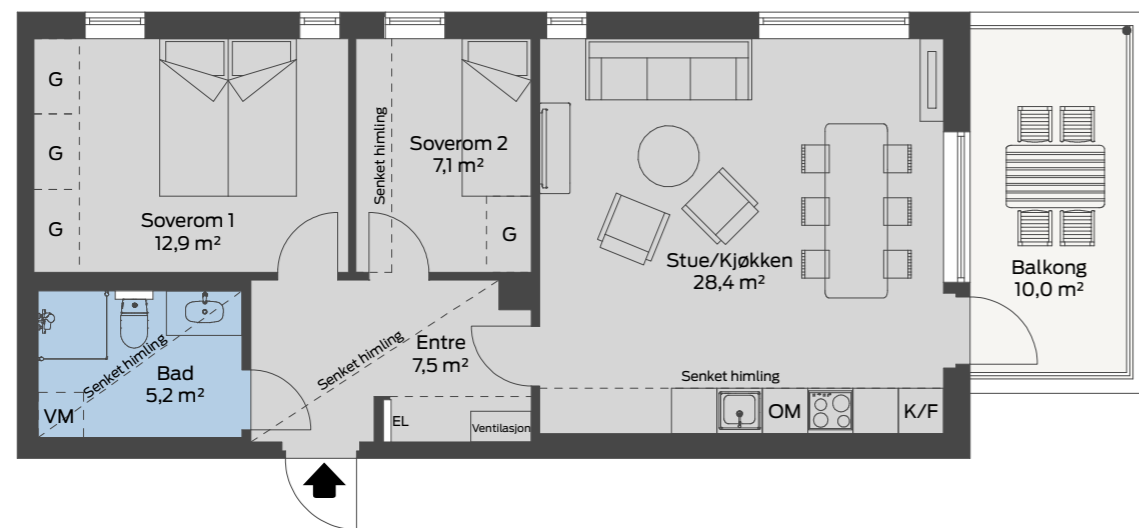 G
G
G
Soverom 1
12,9 m²
Senket himling
Soverom 2
7,1 m²
G
Stue/Kjøkken
28,4 m²
Balkong
10,0 m²
Senket himling
Bad
5,2 m²
VM
Senket himling
Entre
7,5 m²
EL
Ventilasjon
Senket himling
OM
K/F